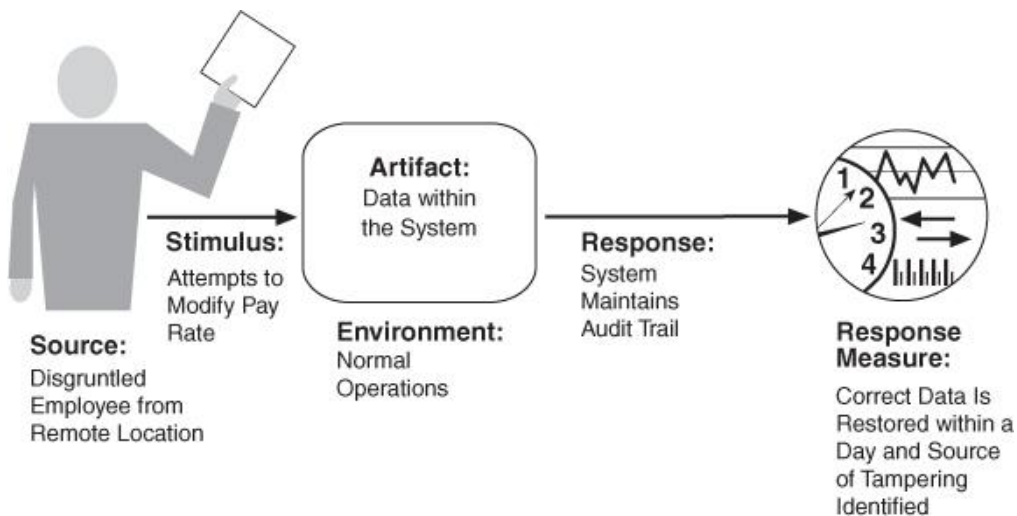 Artifact:
Data within
the System
Stimulus:
Attempts to
Modify Pay
Rate
Source:
Disgruntled
Employee from
Remote Location
Environment:
Normal
Operations
Response:
System
Maintains
Audit Trail
1
2
3
4
Response
Measure:
Correct Data Is
Restored within a
Day and Source
of Tampering
Identified